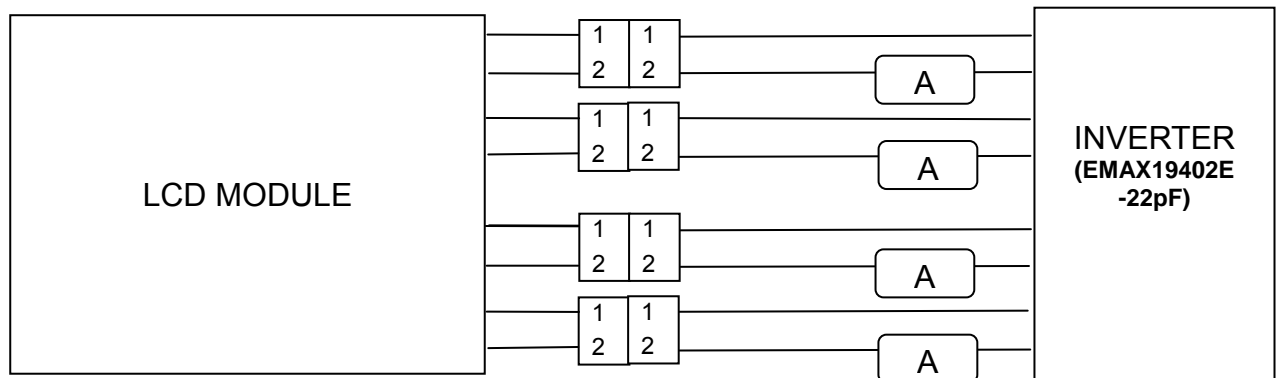 1 1
2 2
A
1 1
2 2
A
LCD MODULE
INVERTER
(EMAX19402E
-22pF)
1 1
2 2
A
1 1
2 2
A